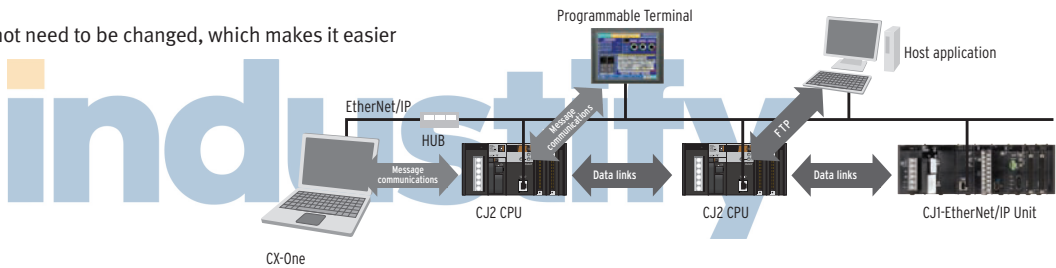 Programmable Terminal
not need to be changed, which makes it easier
Host application
industify
EtherNet/IP
HUB
Message
communications
FTP
Message
communications
Data links
Data links
CJ2 CPU
CJ2 CPU
CJ1-EtherNet/IP Unit
CX-One